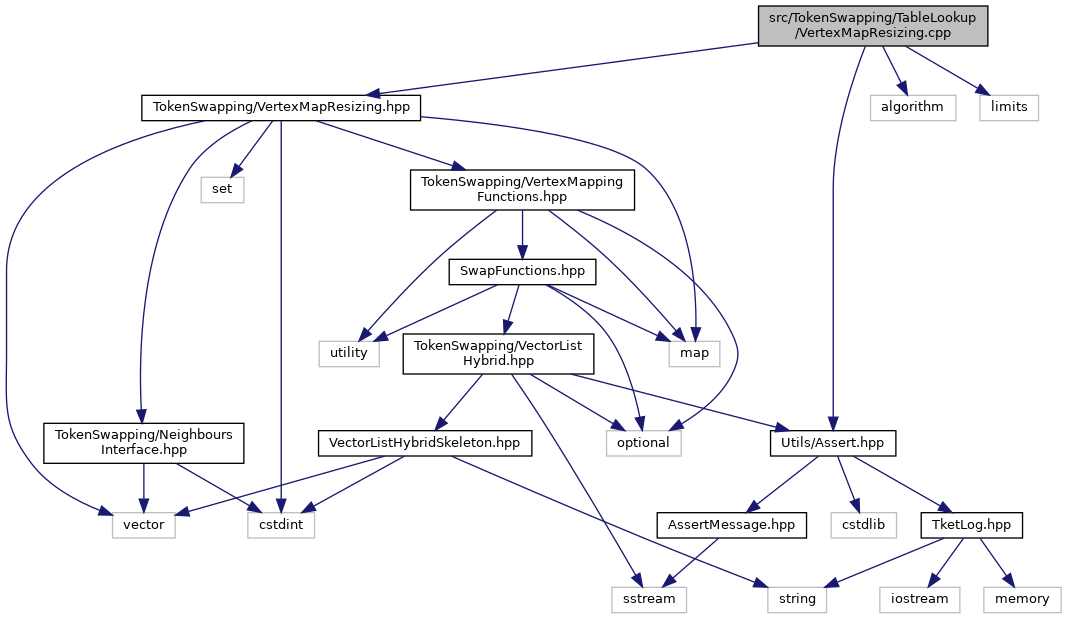 src/TokenSwapping/TableLookup
/VertexMapResizing.cpp
TokenSwapping/VertexMapResizing.hpp
algorithm
limits
set
TokenSwapping/VertexMapping
Functions.hpp
SwapFunctions.hpp
utility
TokenSwapping/VectorList
Hybrid.hpp
map
TokenSwapping/Neighbours
Interface.hpp
VectorListHybridSkeleton.hpp
optional
Utils/Assert.hpp
vector
cstdint
AssertMessage.hpp
cstdlib
TketLog.hpp
sstream
string
iostream
memory